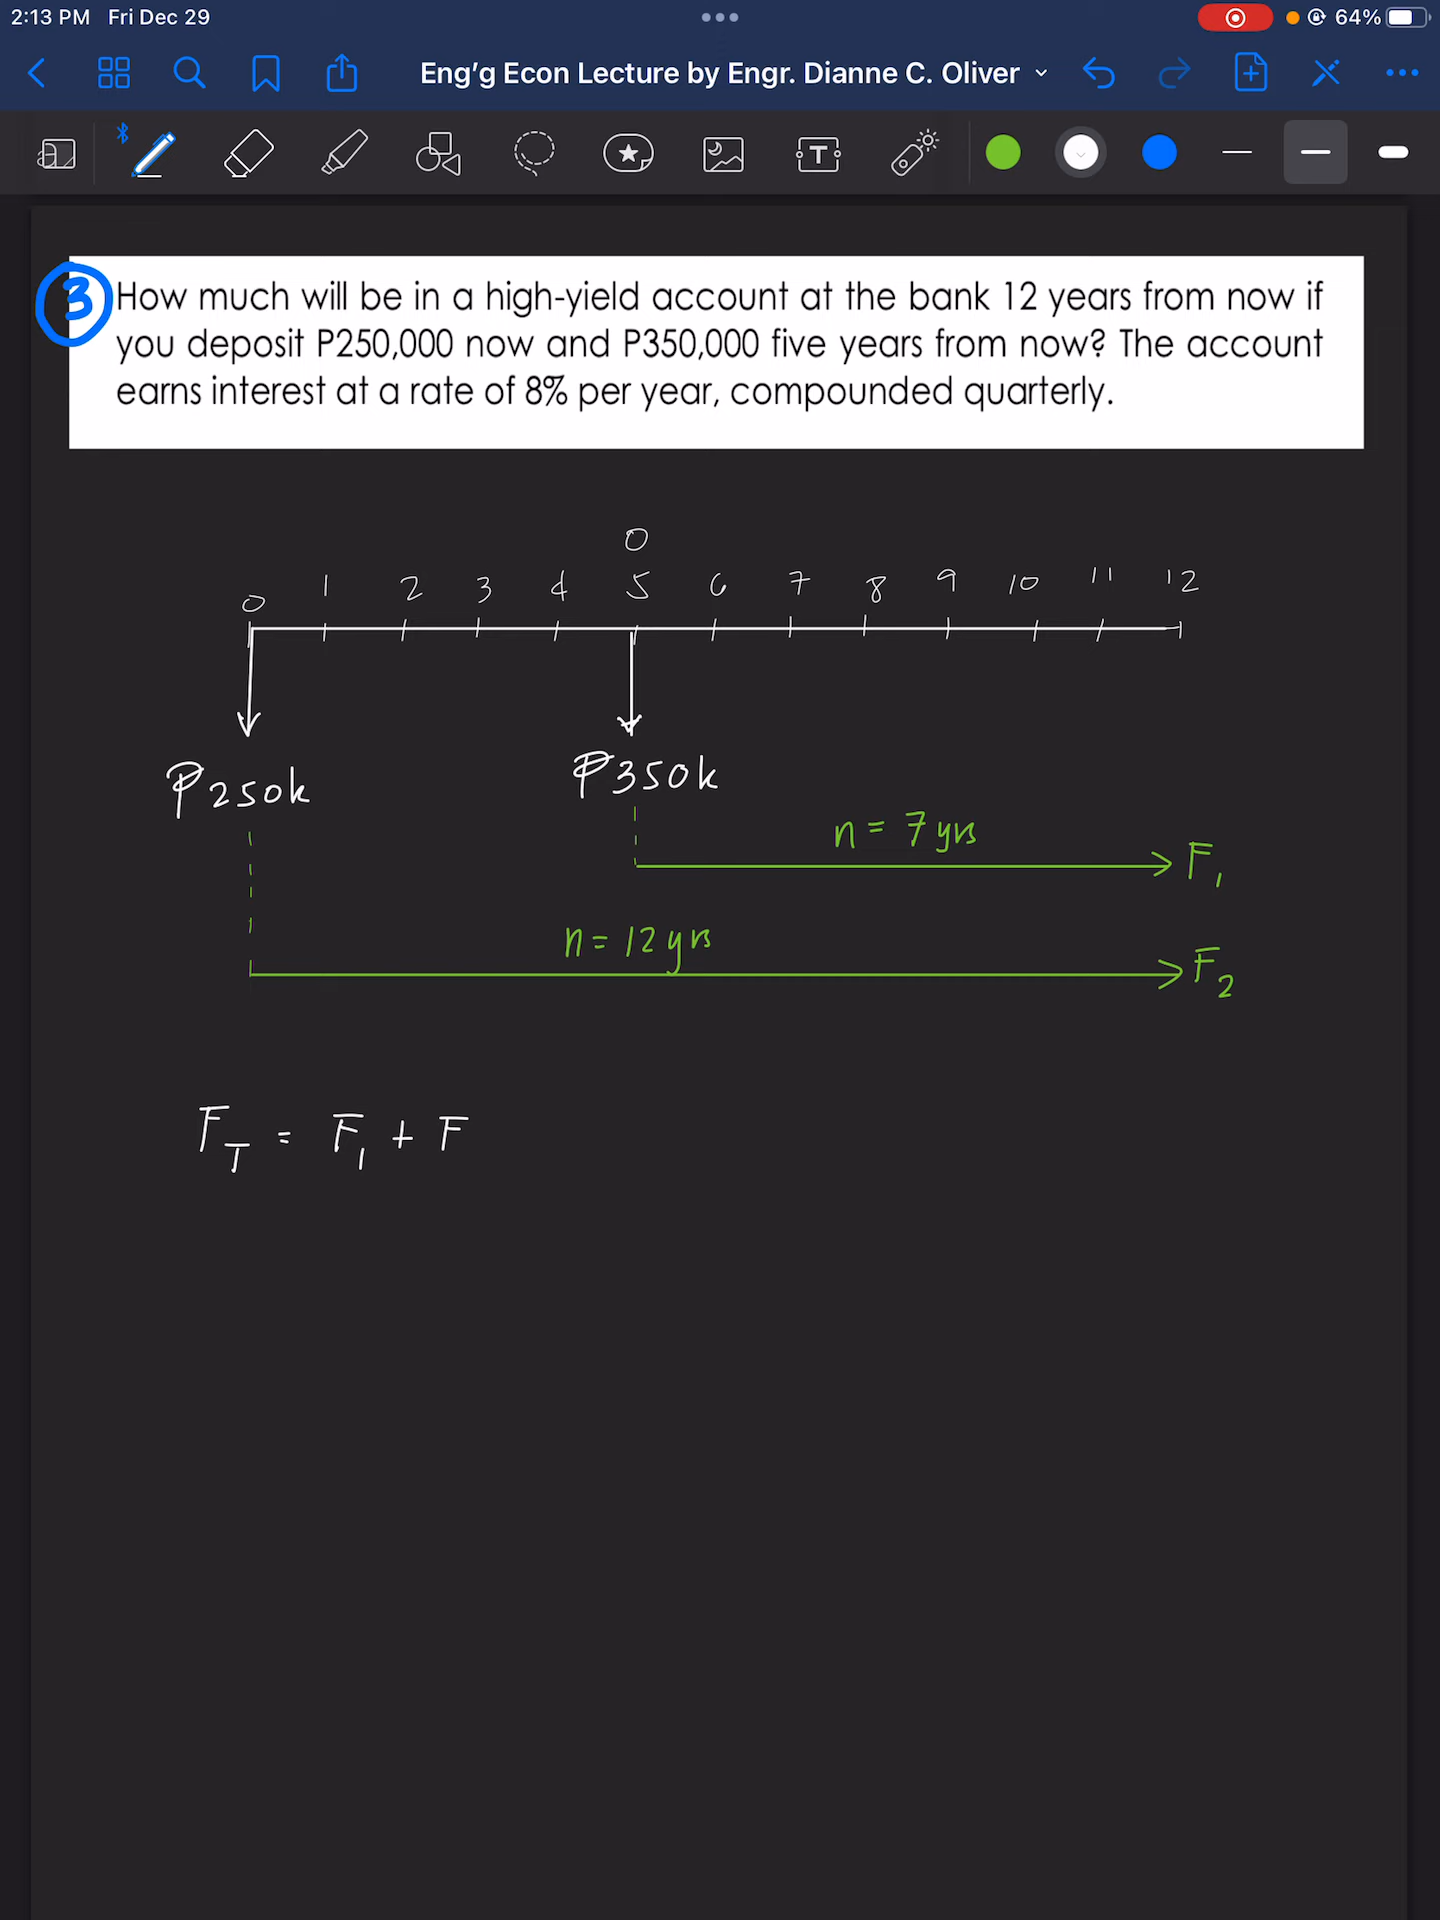 2:13 PM Fri Dec 29
64%
Eng'g Econ Lecture by Engr. Dianne C. Oliver
a
T
3
How much will be in a high-yield account at the bank 12 years from now if
you deposit P250,000 now and P350,000 five years from now? The account
earns interest at a rate of 8% per year, compounded quarterly.
0
0 1 2 3 4 5 6 7 8 9 10 11 12
₱250k ₱350k
n = 7 yrs
F₁
n = 12 yrs
F₂
F_T = F₁ + F